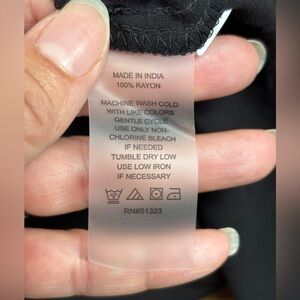 MADE IN INDIA
100% RAYON
MACHINE WASH COLD
WITH LIKE COLORS
GENTLE CYCLE
USE ONLY NON-
CHLORINE BLEACH
IF NEEDED
TUMBLE DRY LOW
USE LOW IRON
IF NECESSARY
RN#51323